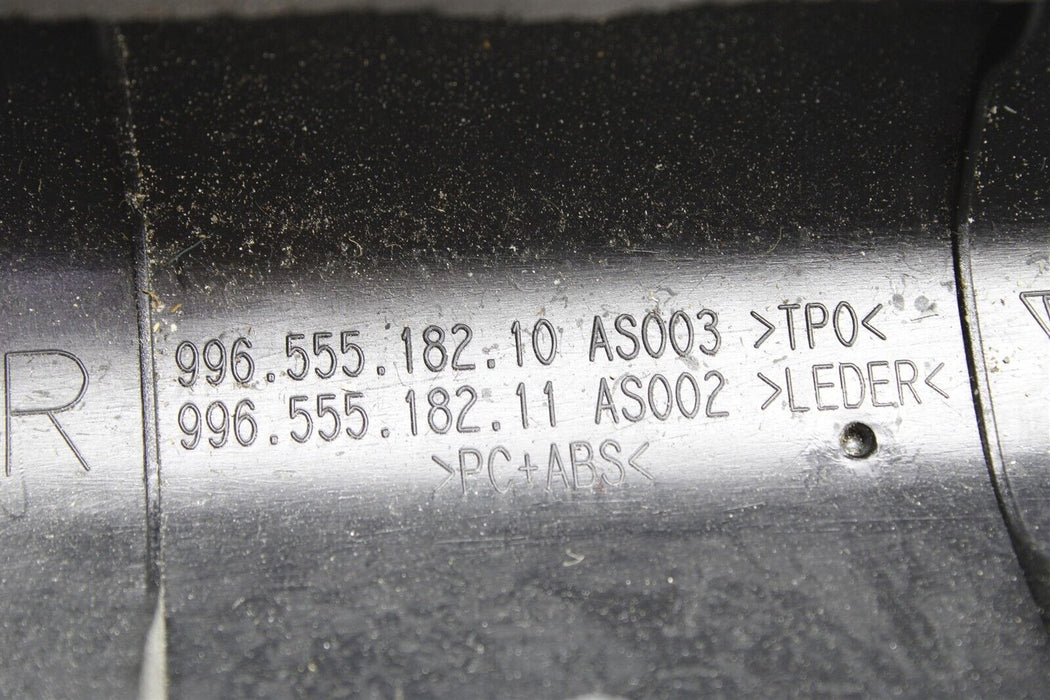 R
996.555.182.10 AS003 >TPO<
996.555.182.11 AS002 >LEDER<
>PC+ABS<